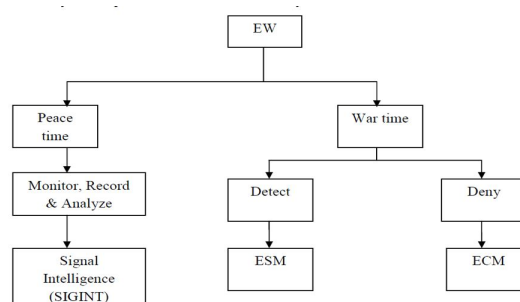 EW
Peace
time
War time
Monitor, Record
& Analyze
Detect
Deny
Signal
Intelligence
(SIGINT)
ESM
ECM